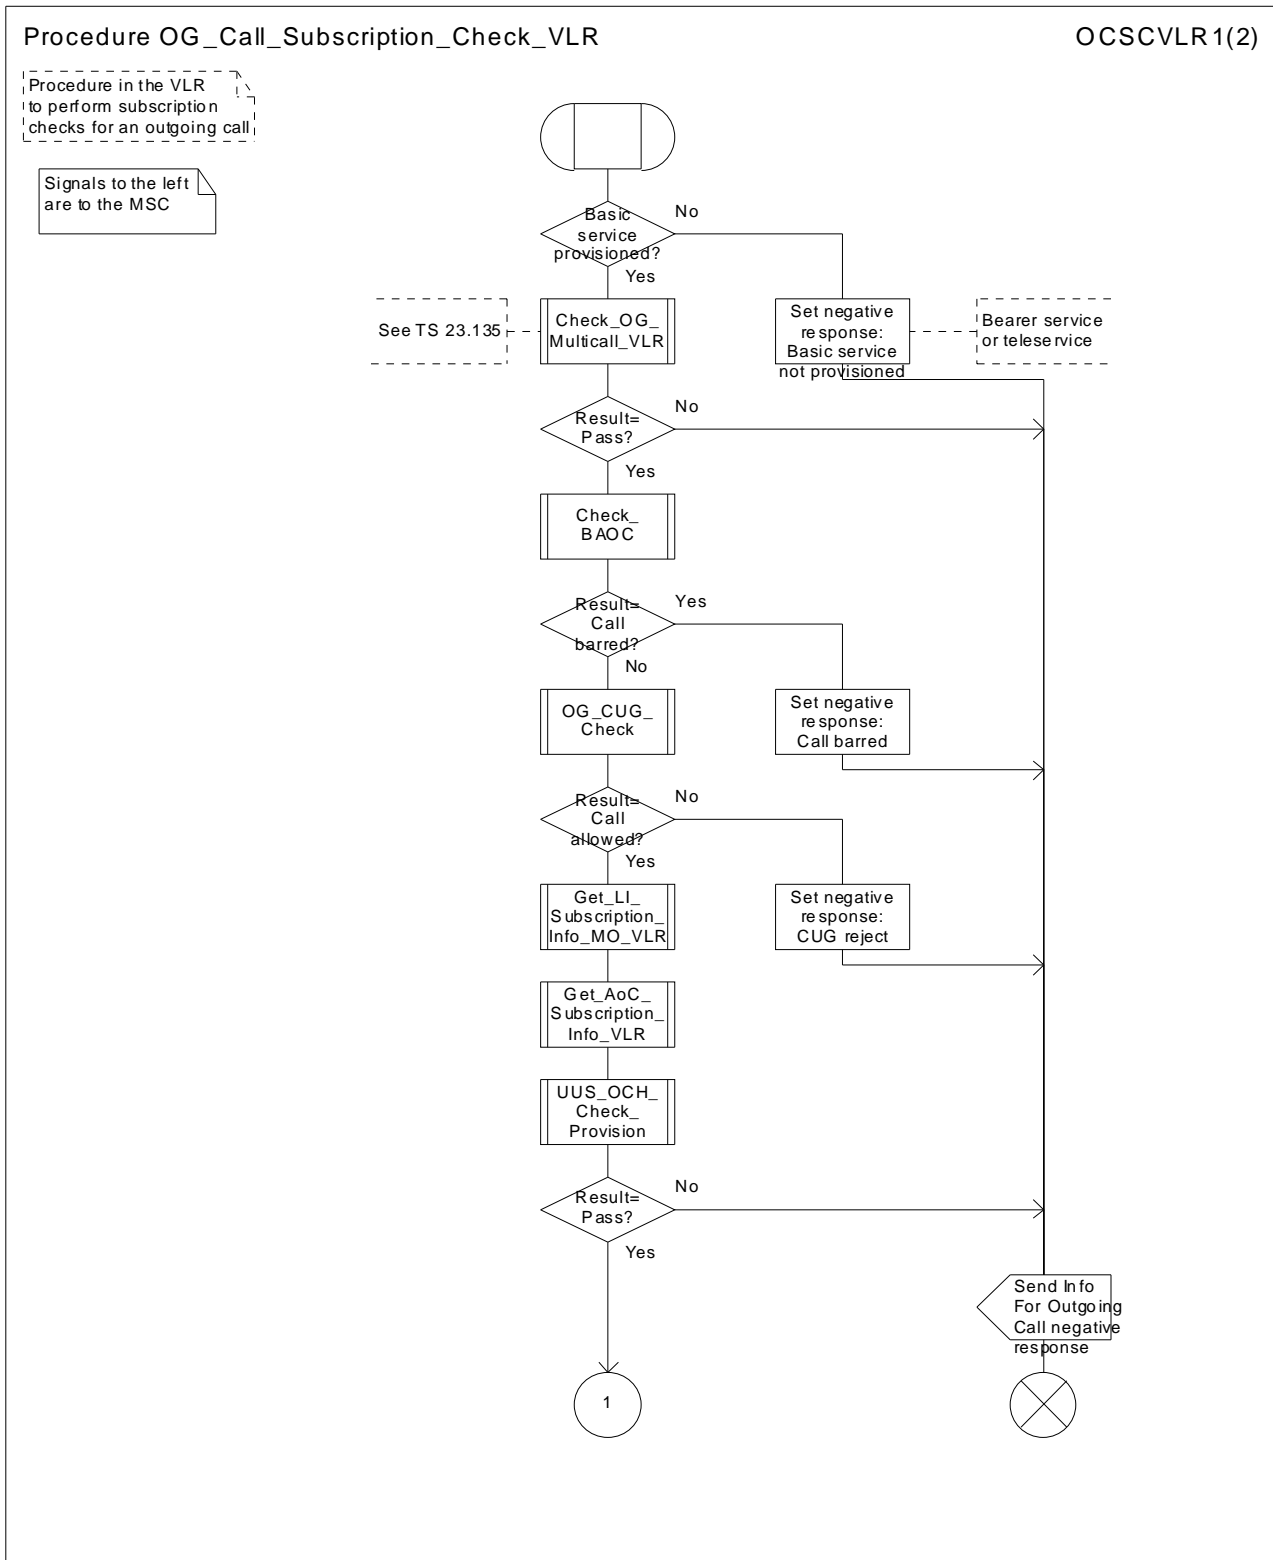 Procedure OG_Call_Subscription_Check_VLR
OCSCVLR1(2)
Procedure in the VLR
to perform subscription
checks for an outgoing call
Signals to the left
are to the MSC
Basic
service
provisioned?
No
Yes
See TS 23.135
Check_OG_
Multicall_VLR
Set negative
response:
Basic service
not provisioned
Bearer service
or teleservice
Result=
Pass?
No
Yes
Check_
BAOC
Result=
Call
barred?
Yes
No
OG_CUG_
Check
Set negative
response:
Call barred
Result=
Call
allowed?
No
Yes
Get_LI_
Subscription_
Info_MO_VLR
Set negative
response:
CUG reject
Get_AoC_
Subscription_
Info_VLR
UUS_OCH_
Check_
Provision
Result=
Pass?
No
Yes
Send Info
For Outgoing
Call negative
response
1